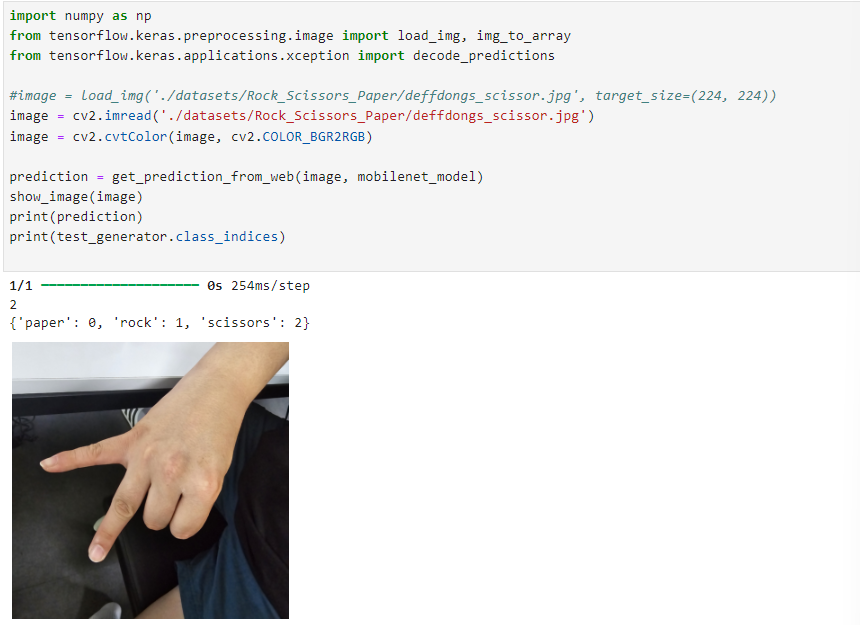 import numpy as np
from tensorflow.keras.preprocessing.image import load_img, img_to_array
from tensorflow.keras.applications.xception import decode_predictions
#image = load_img('./datasets/Rock_Scissors_Paper/deffdongs_scissor.jpg', target_size=(224, 224))
image = cv2.imread('./datasets/Rock_Scissors_Paper/deffdongs_scissor.jpg')
image = cv2.cvtColor(image, cv2.COLOR_BGR2RGB)
prediction = get_prediction_from_web(image, mobilenet_model)
show_image(image)
print(prediction)
print(test_generator.class_indices)
1/1 ━━━━━━━━━━━━━━━━━━━━ 0s 254ms/step
2
{'paper': 0, 'rock': 1, 'scissors': 2}